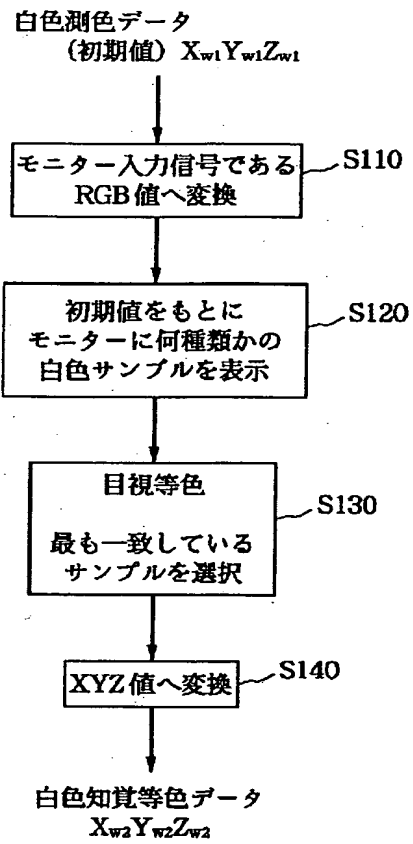 白色測色データ
(初期値) Xw1Yw1Zw1
モニター入力信号である
RGB値へ変換
S110
初期値をもとに
モニターに何種類かの
白色サンプルを表示
S120
目視等色
最も一致している
サンプルを選択
S130
XYZ値へ変換
S140
白色知覚等色データ
Xw2Yw2Zw2